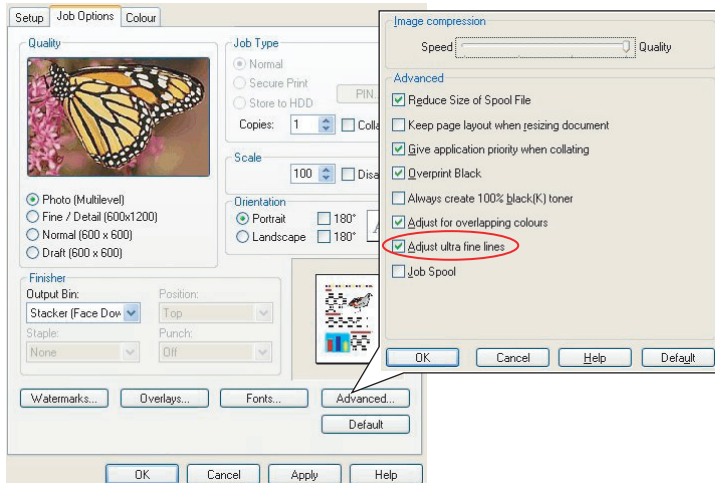 Setup Job Options Colour
Quality
Photo (Multilevel)
Fine / Detail (600x1200)
Normal (600 x 600)
Draft (600 x 600)
Job Type
Normal
Secure Print
Store to HDD
PIN...
Copies: 1
Scale
100
Orientation
Portrait 180°
Landscape 180°
Finisher
Output Bin: Position:
Stacker (Face Dow Top
Staple: Punch:
None Off
Watermarks... Overlays... Fonts... Advanced...
Default
OK Cancel Apply Help
Image compression
Speed Quality
Advanced
Reduce Size of Spool File
Keep page layout when resizing document
Give application priority when collating
Overprint Black
Always create 100% black(K) toner
Adjust for overlapping colours
Adjust ultra fine lines
Job Spool
OK Cancel Help Default